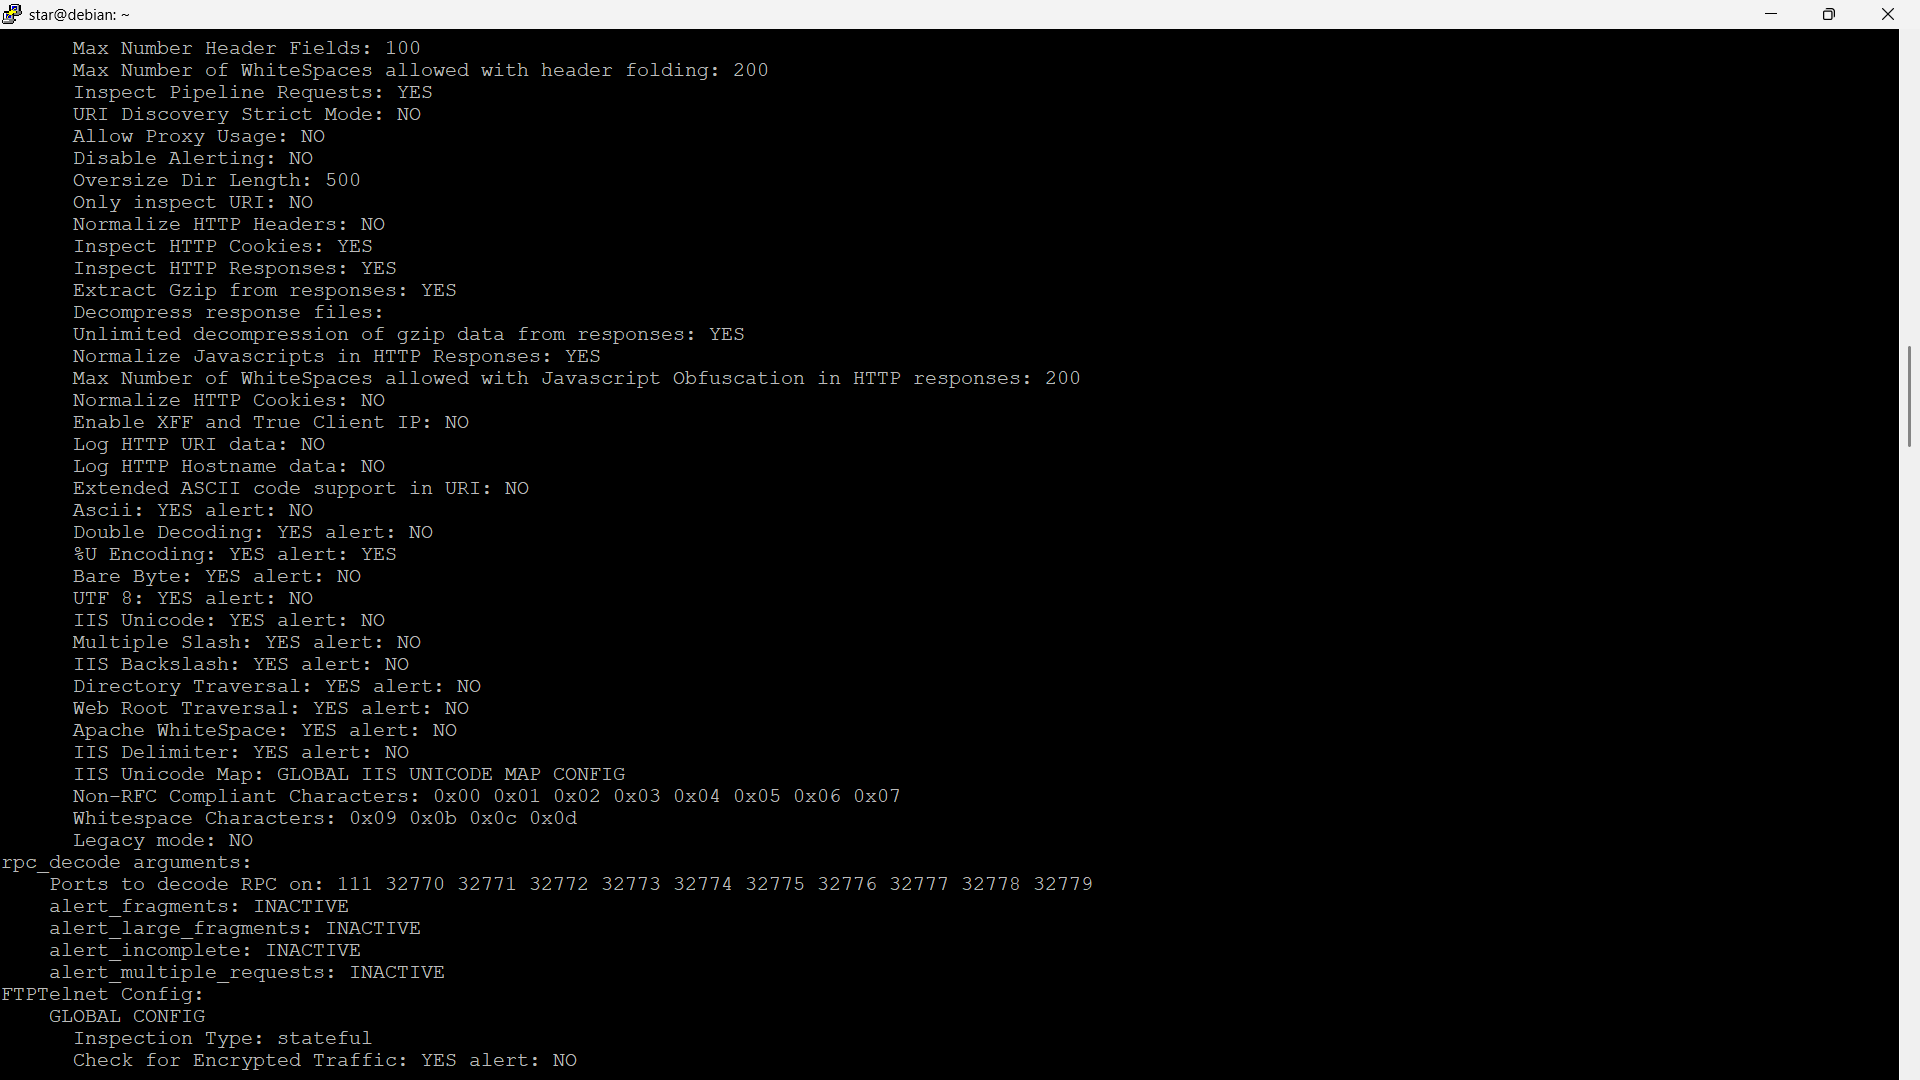 star@debian: ~
Max Number Header Fields: 100
Max Number of WhiteSpaces allowed with header folding: 200
Inspect Pipeline Requests: YES
URI Discovery Strict Mode: NO
Allow Proxy Usage: NO
Disable Alerting: NO
Oversize Dir Length: 500
Only inspect URI: NO
Normalize HTTP Headers: NO
Inspect HTTP Cookies: YES
Inspect HTTP Responses: YES
Extract Gzip from responses: YES
Decompress response files:
Unlimited decompression of gzip data from responses: YES
Normalize Javascripts in HTTP Responses: YES
Max Number of WhiteSpaces allowed with Javascript Obfuscation in HTTP responses: 200
Normalize HTTP Cookies: NO
Enable XFF and True Client IP: NO
Log HTTP URI data: NO
Log HTTP Hostname data: NO
Extended ASCII code support in URI: NO
Ascii: YES alert: NO
Double Decoding: YES alert: NO
%U Encoding: YES alert: YES
Bare Byte: YES alert: NO
UTF 8: YES alert: NO
IIS Unicode: YES alert: NO
Multiple Slash: YES alert: NO
IIS Backslash: YES alert: NO
Directory Traversal: YES alert: NO
Web Root Traversal: YES alert: NO
Apache WhiteSpace: YES alert: NO
IIS Delimiter: YES alert: NO
IIS Unicode Map: GLOBAL IIS UNICODE MAP CONFIG
Non-RFC Compliant Characters: 0x00 0x01 0x02 0x03 0x04 0x05 0x06 0x07
Whitespace Characters: 0x09 0x0b 0x0c 0x0d
Legacy mode: NO
rpc_decode arguments:
Ports to decode RPC on: 111 32770 32771 32772 32773 32774 32775 32776 32777 32778 32779
alert_fragments: INACTIVE
alert_large_fragments: INACTIVE
alert_incomplete: INACTIVE
alert_multiple_requests: INACTIVE
FTPTelnet Config:
GLOBAL CONFIG
Inspection Type: stateful
Check for Encrypted Traffic: YES alert: NO